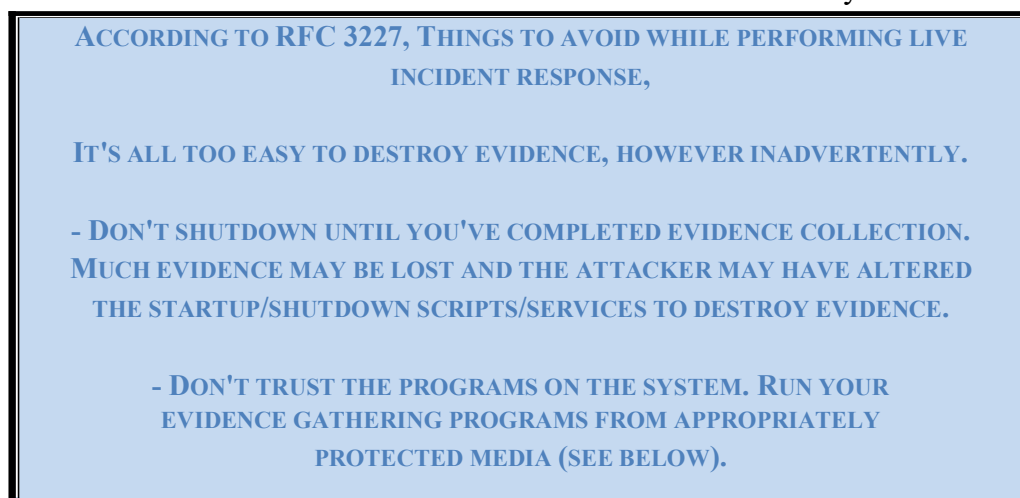 ACCORDING TO RFC 3227, THINGS TO AVOID WHILE PERFORMING LIVE
INCIDENT RESPONSE,
IT'S ALL TOO EASY TO DESTROY EVIDENCE, HOWEVER INADVERTENTLY.
- DON'T SHUTDOWN UNTIL YOU'VE COMPLETED EVIDENCE COLLECTION.
MUCH EVIDENCE MAY BE LOST AND THE ATTACKER MAY HAVE ALTERED
THE STARTUP/SHUTDOWN SCRIPTS/SERVICES TO DESTROY EVIDENCE.
- DON'T TRUST THE PROGRAMS ON THE SYSTEM. RUN YOUR
EVIDENCE GATHERING PROGRAMS FROM APPROPRIATELY
PROTECTED MEDIA (SEE BELOW).